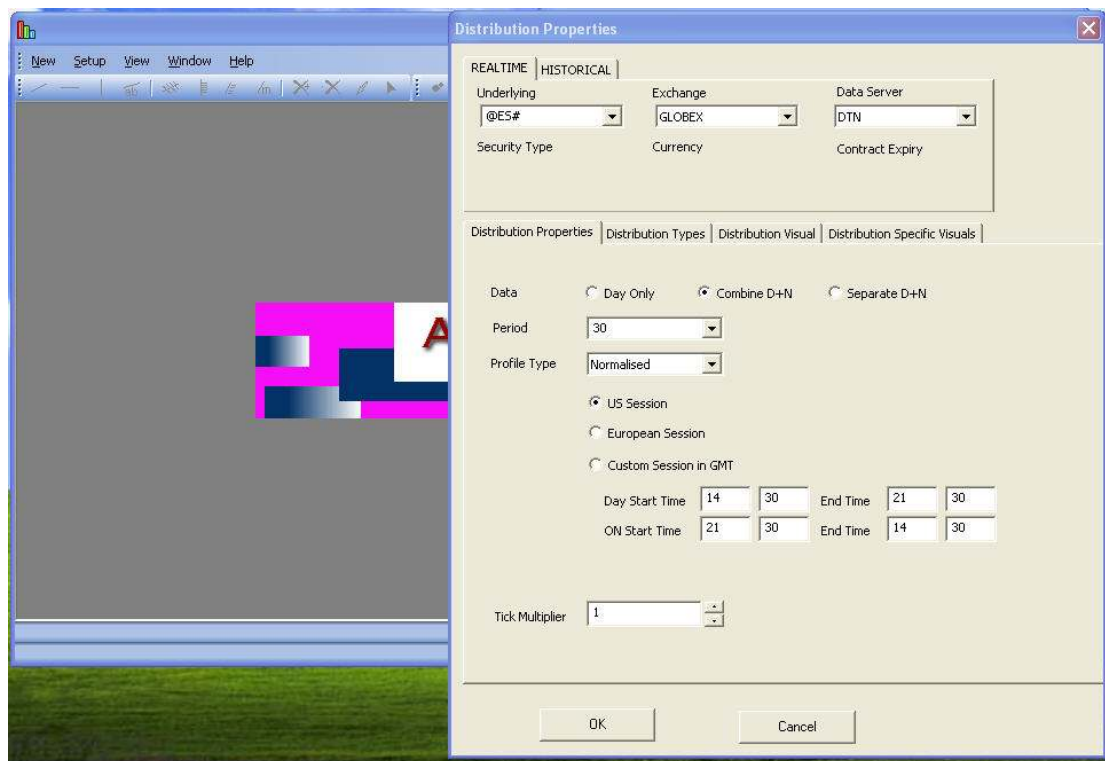 Distribution Properties
New Setup View Window Help
REALTIME HISTORICAL
Underlying Exchange Data Server
@ES# GLOBEX DTN
Security Type Currency Contract Expiry
Distribution Properties Distribution Types Distribution Visual Distribution Specific Visuals
Data Day Only Combine D+N Separate D+N
Period 30
Profile Type Normalised
US Session
European Session
Custom Session in GMT
Day Start Time 14 30 End Time 21 30
ON Start Time 21 30 End Time 14 30
Tick Multiplier 1
OK Cancel
A